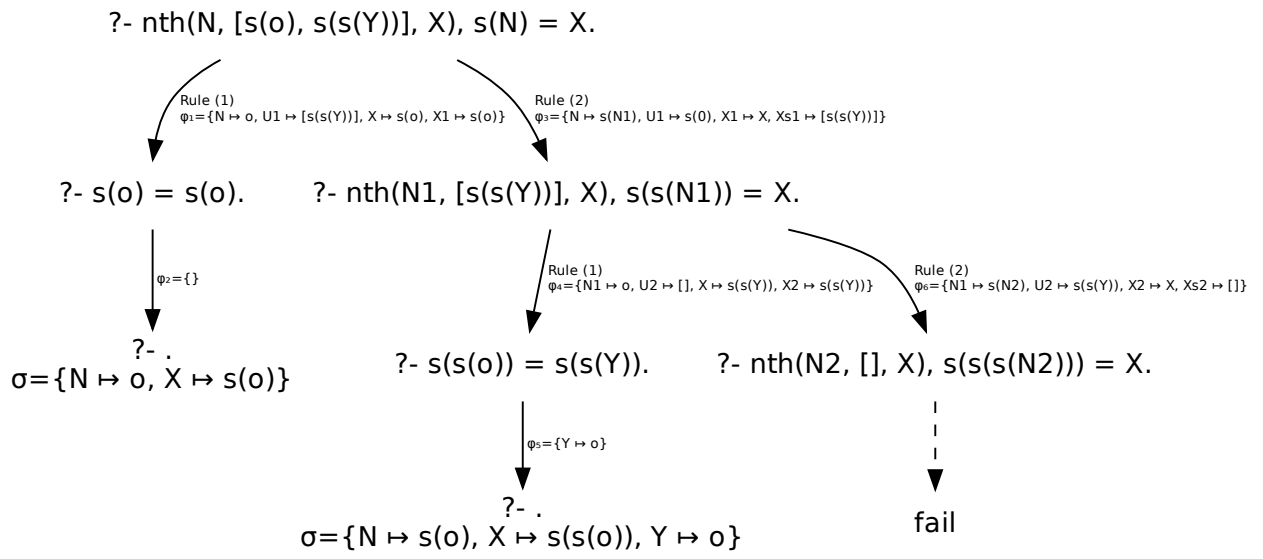 ?- nth(N, [s(o), s(s(Y))], X), s(N) = X.
Rule (1)
φ₁={N ↦ o, U1 ↦ [s(s(Y))], X ↦ s(o), X1 ↦ s(o)}
Rule (2)
φ₃={N ↦ s(N1), U1 ↦ s(0), X1 ↦ X, Xs1 ↦ [s(s(Y))]}
?- s(o) = s(o).
?- nth(N1, [s(s(Y))], X), s(s(N1)) = X.
φ₂={}
Rule (1)
φ₄={N1 ↦ o, U2 ↦ [], X ↦ s(s(Y)), X2 ↦ s(s(Y))}
Rule (2)
φ₆={N1 ↦ s(N2), U2 ↦ s(s(Y)), X2 ↦ X, Xs2 ↦ []}
?- .
σ={N ↦ o, X ↦ s(o)}
?- s(s(o)) = s(s(Y)).
?- nth(N2, [], X), s(s(s(N2))) = X.
φ₅={Y ↦ o}
?- .
σ={N ↦ s(o), X ↦ s(s(o)), Y ↦ o}
fail